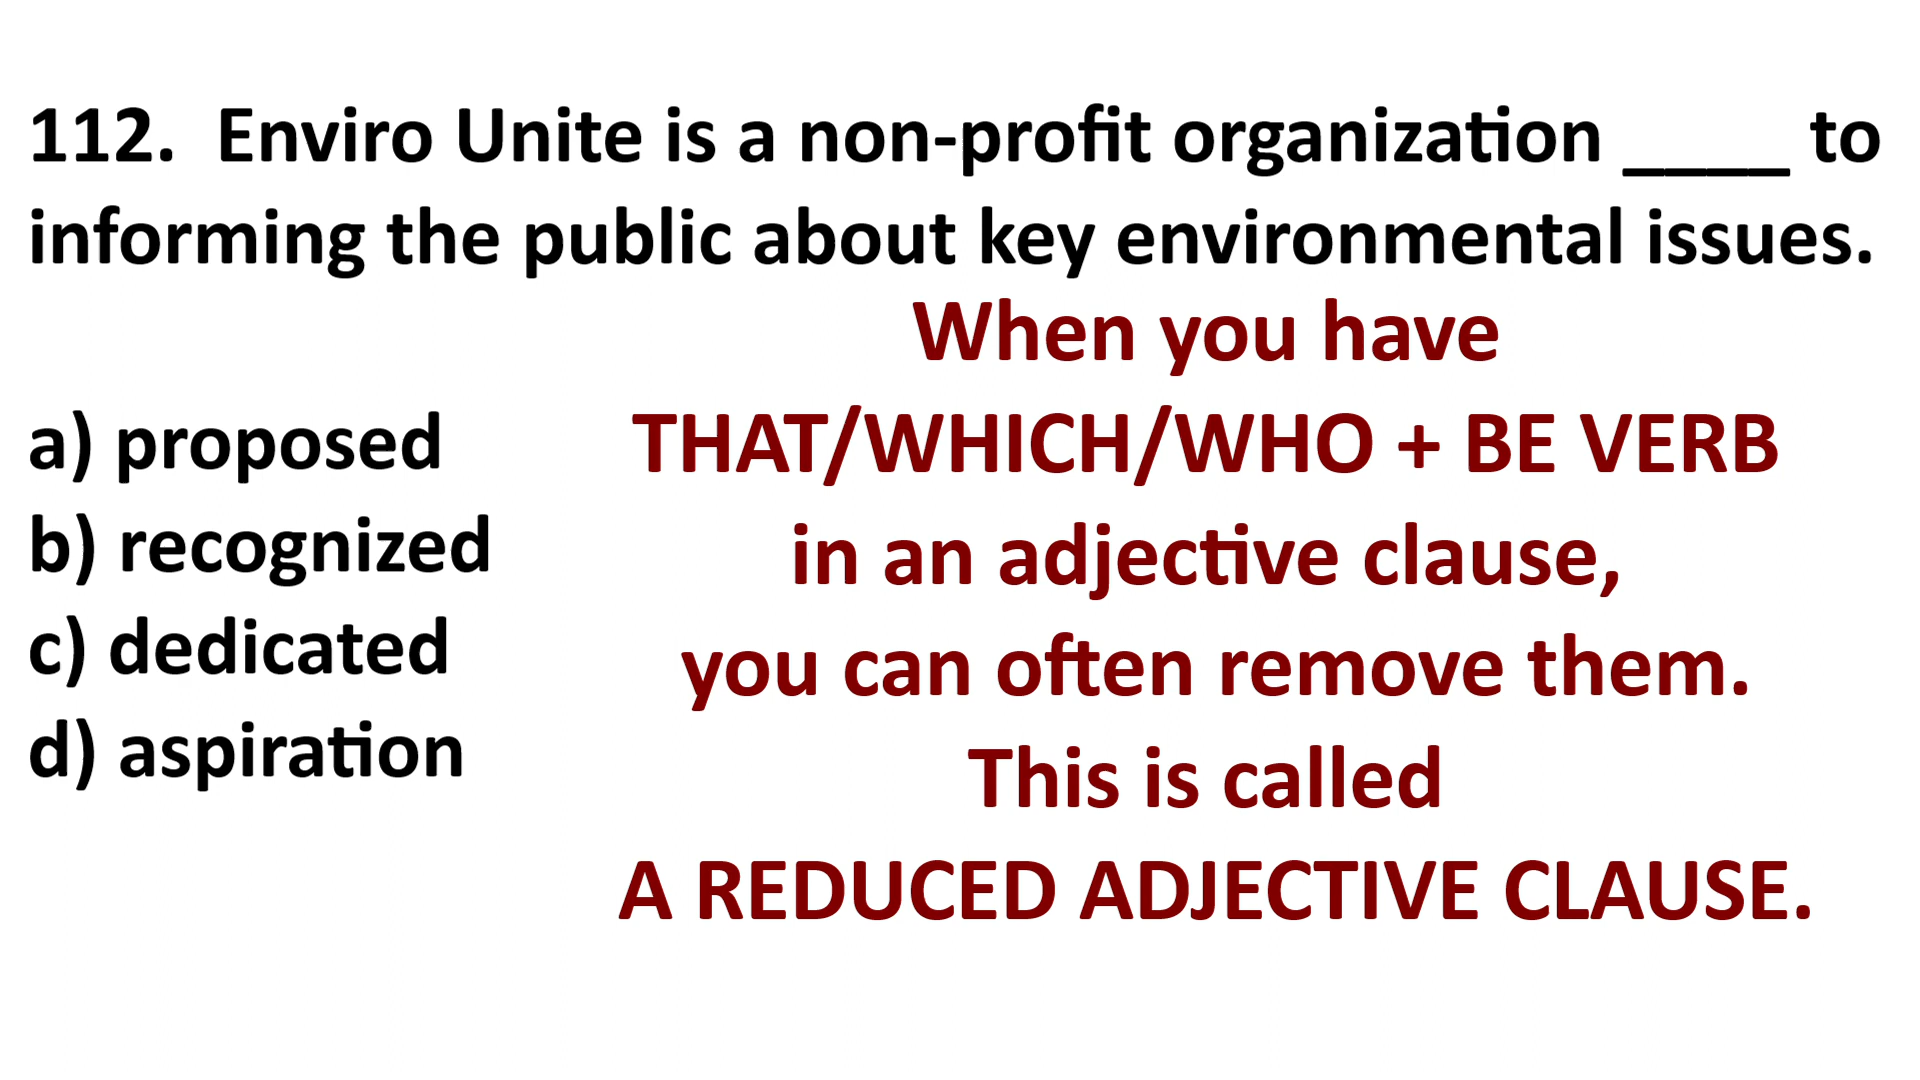 112.  Enviro Unite is a non-profit organization ____ to
informing the public about key environmental issues.
When you have
a) proposed
THAT/WHICH/WHO + BE VERB
b) recognized
in an adjective clause,
c) dedicated
you can often remove them.
d) aspiration
This is called
A REDUCED ADJECTIVE CLAUSE.